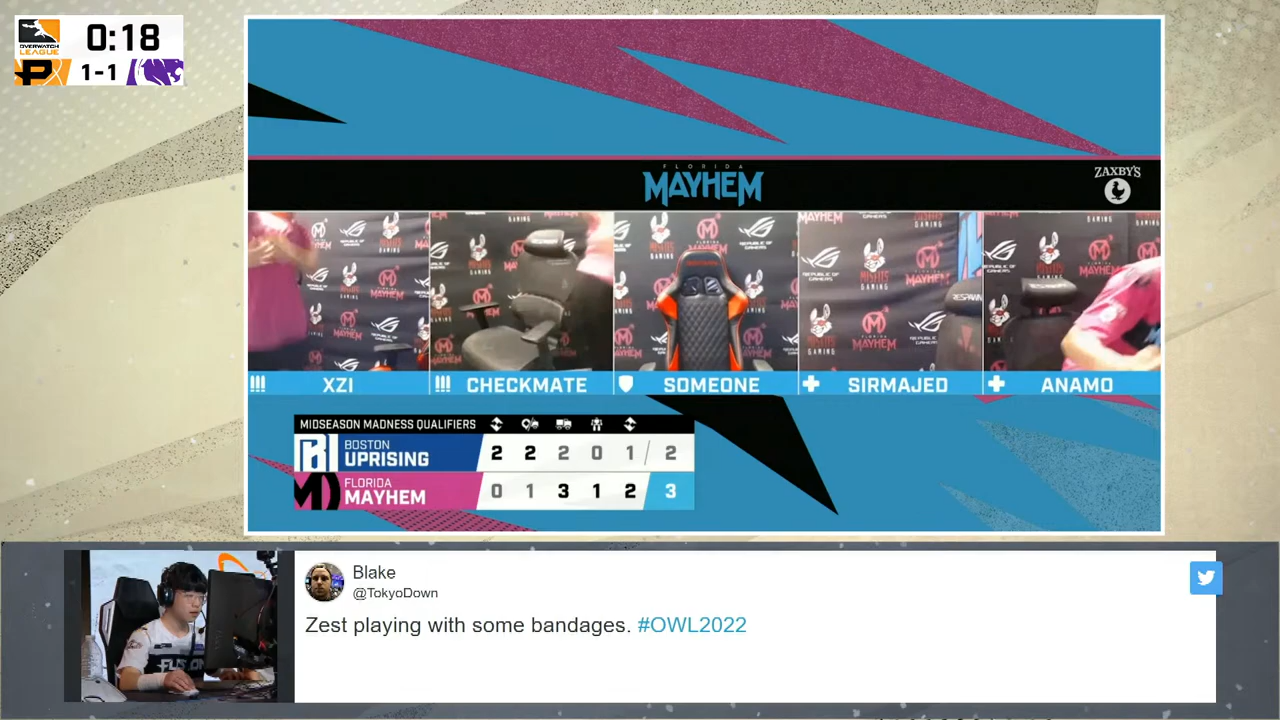 OVERWATCH
LEAGUE
0:18
1-1
FLORIDA
MAYHEM
ZAXBY'S
XZI
CHECKMATE
SOMEONE
SIRMAJED
ANAMO
MIDSEASON MADNESS QUALIFIERS
BOSTON
UPRISING
2 2 2 0 1 / 2
FLORIDA
MAYHEM
0 1 3 1 2 3
Blake
@TokyoDown
Zest playing with some bandages. #OWL2022
FUSION